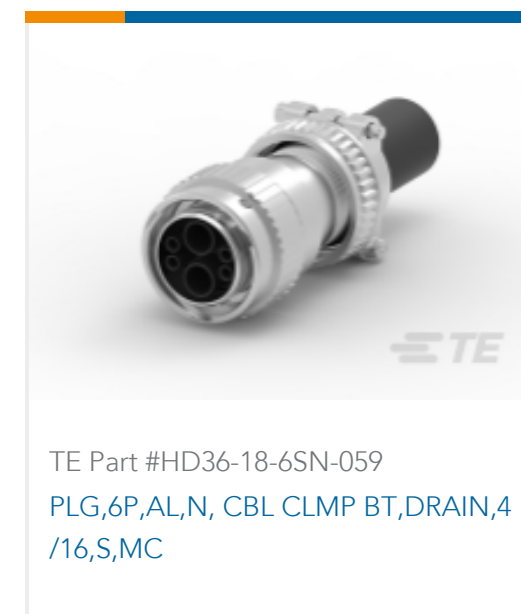 TE
TE Part #HD36-18-6SN-059
PLG,6P,AL,N, CBL CLMP BT,DRAIN,4
/16,S,MC